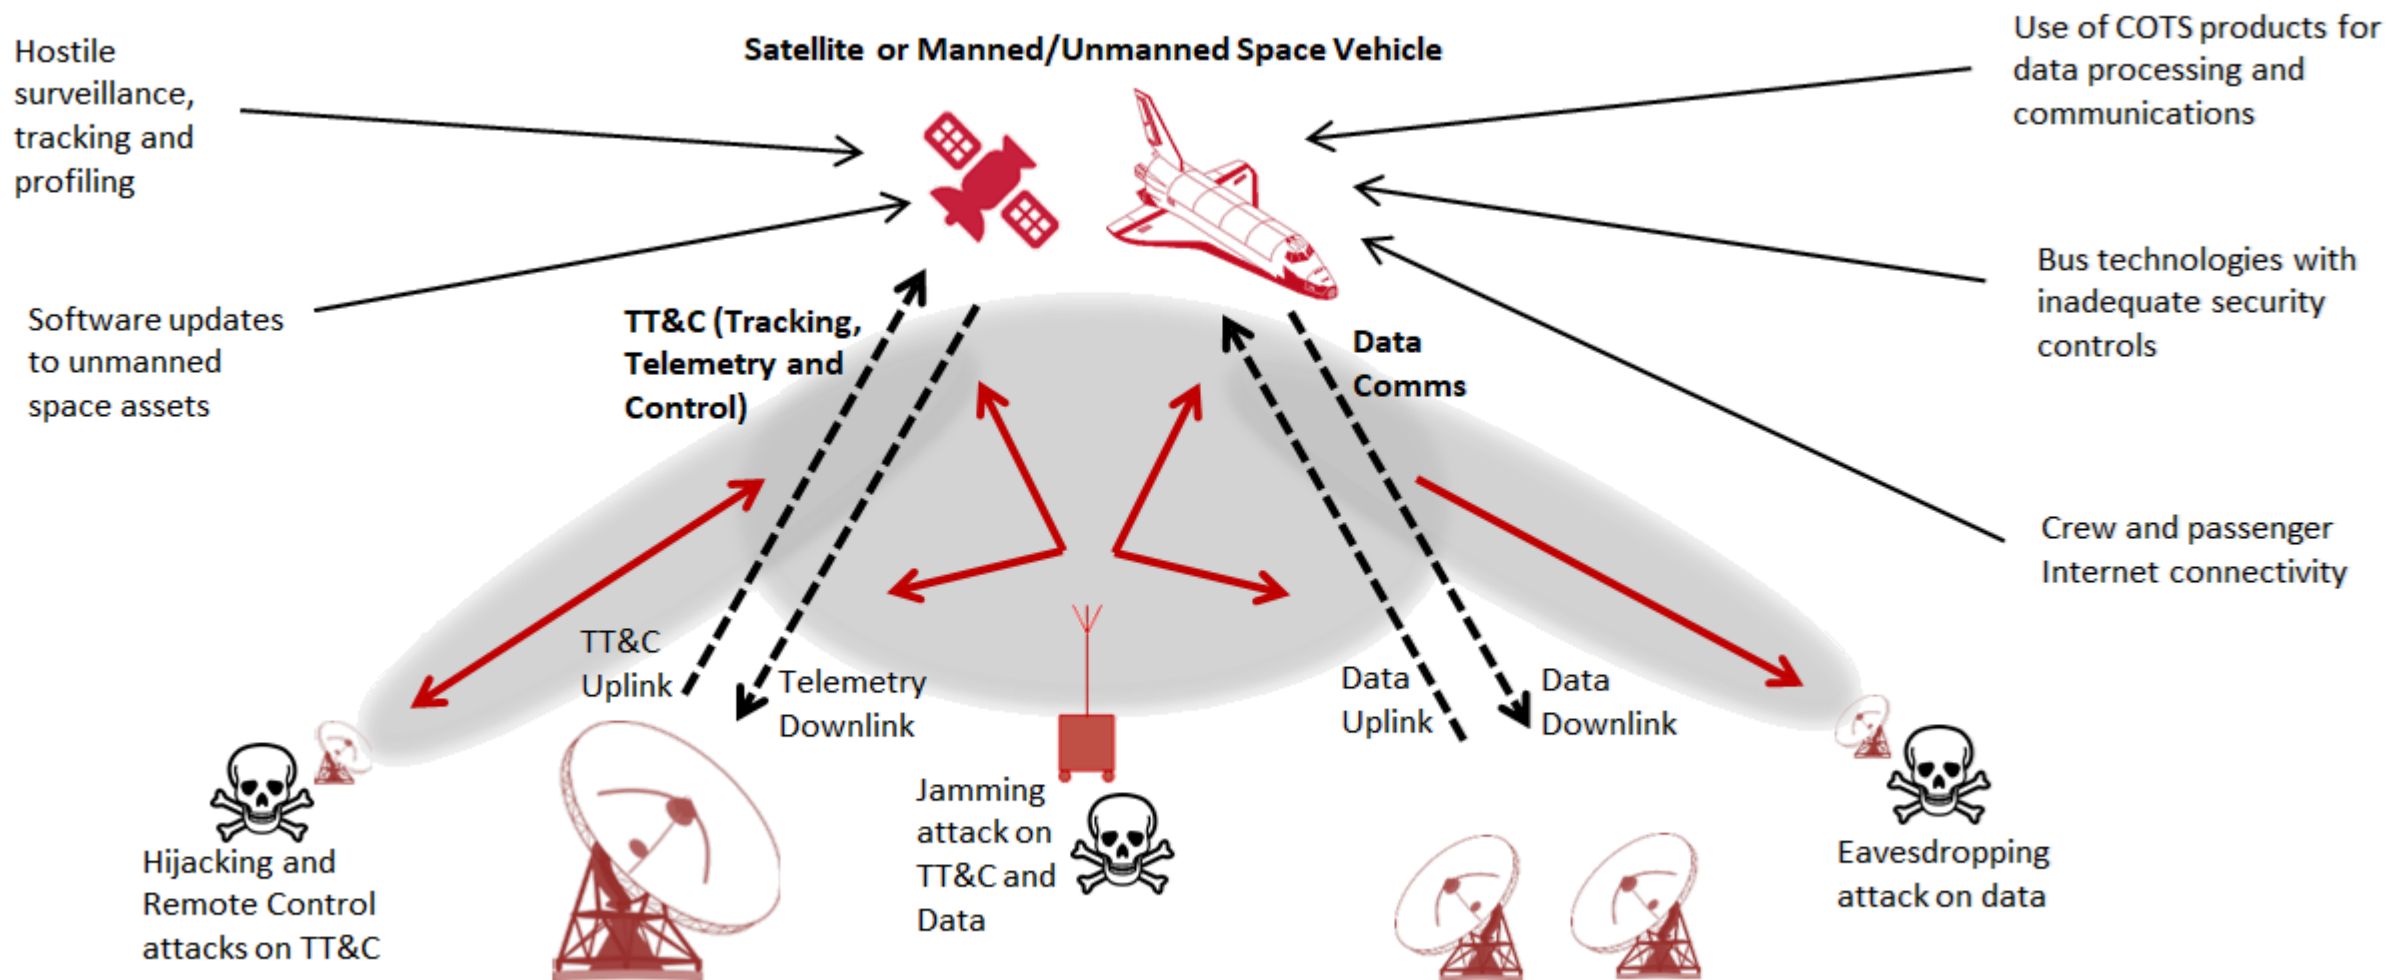 Satellite or Manned/Unmanned Space Vehicle
Hostile
surveillance,
tracking and
profiling
Software updates
to unmanned
space assets
Use of COTS products for
data processing and
communications
Bus technologies with
inadequate security
controls
Crew and passenger
Internet connectivity
TT&C (Tracking,
Telemetry and
Control)
Data
Comms
TT&C
Uplink
Telemetry
Downlink
Data
Uplink
Data
Downlink
Hijacking and
Remote Control
attacks on TT&C
Jamming
attack on
TT&C and
Data
Eavesdropping
attack on data